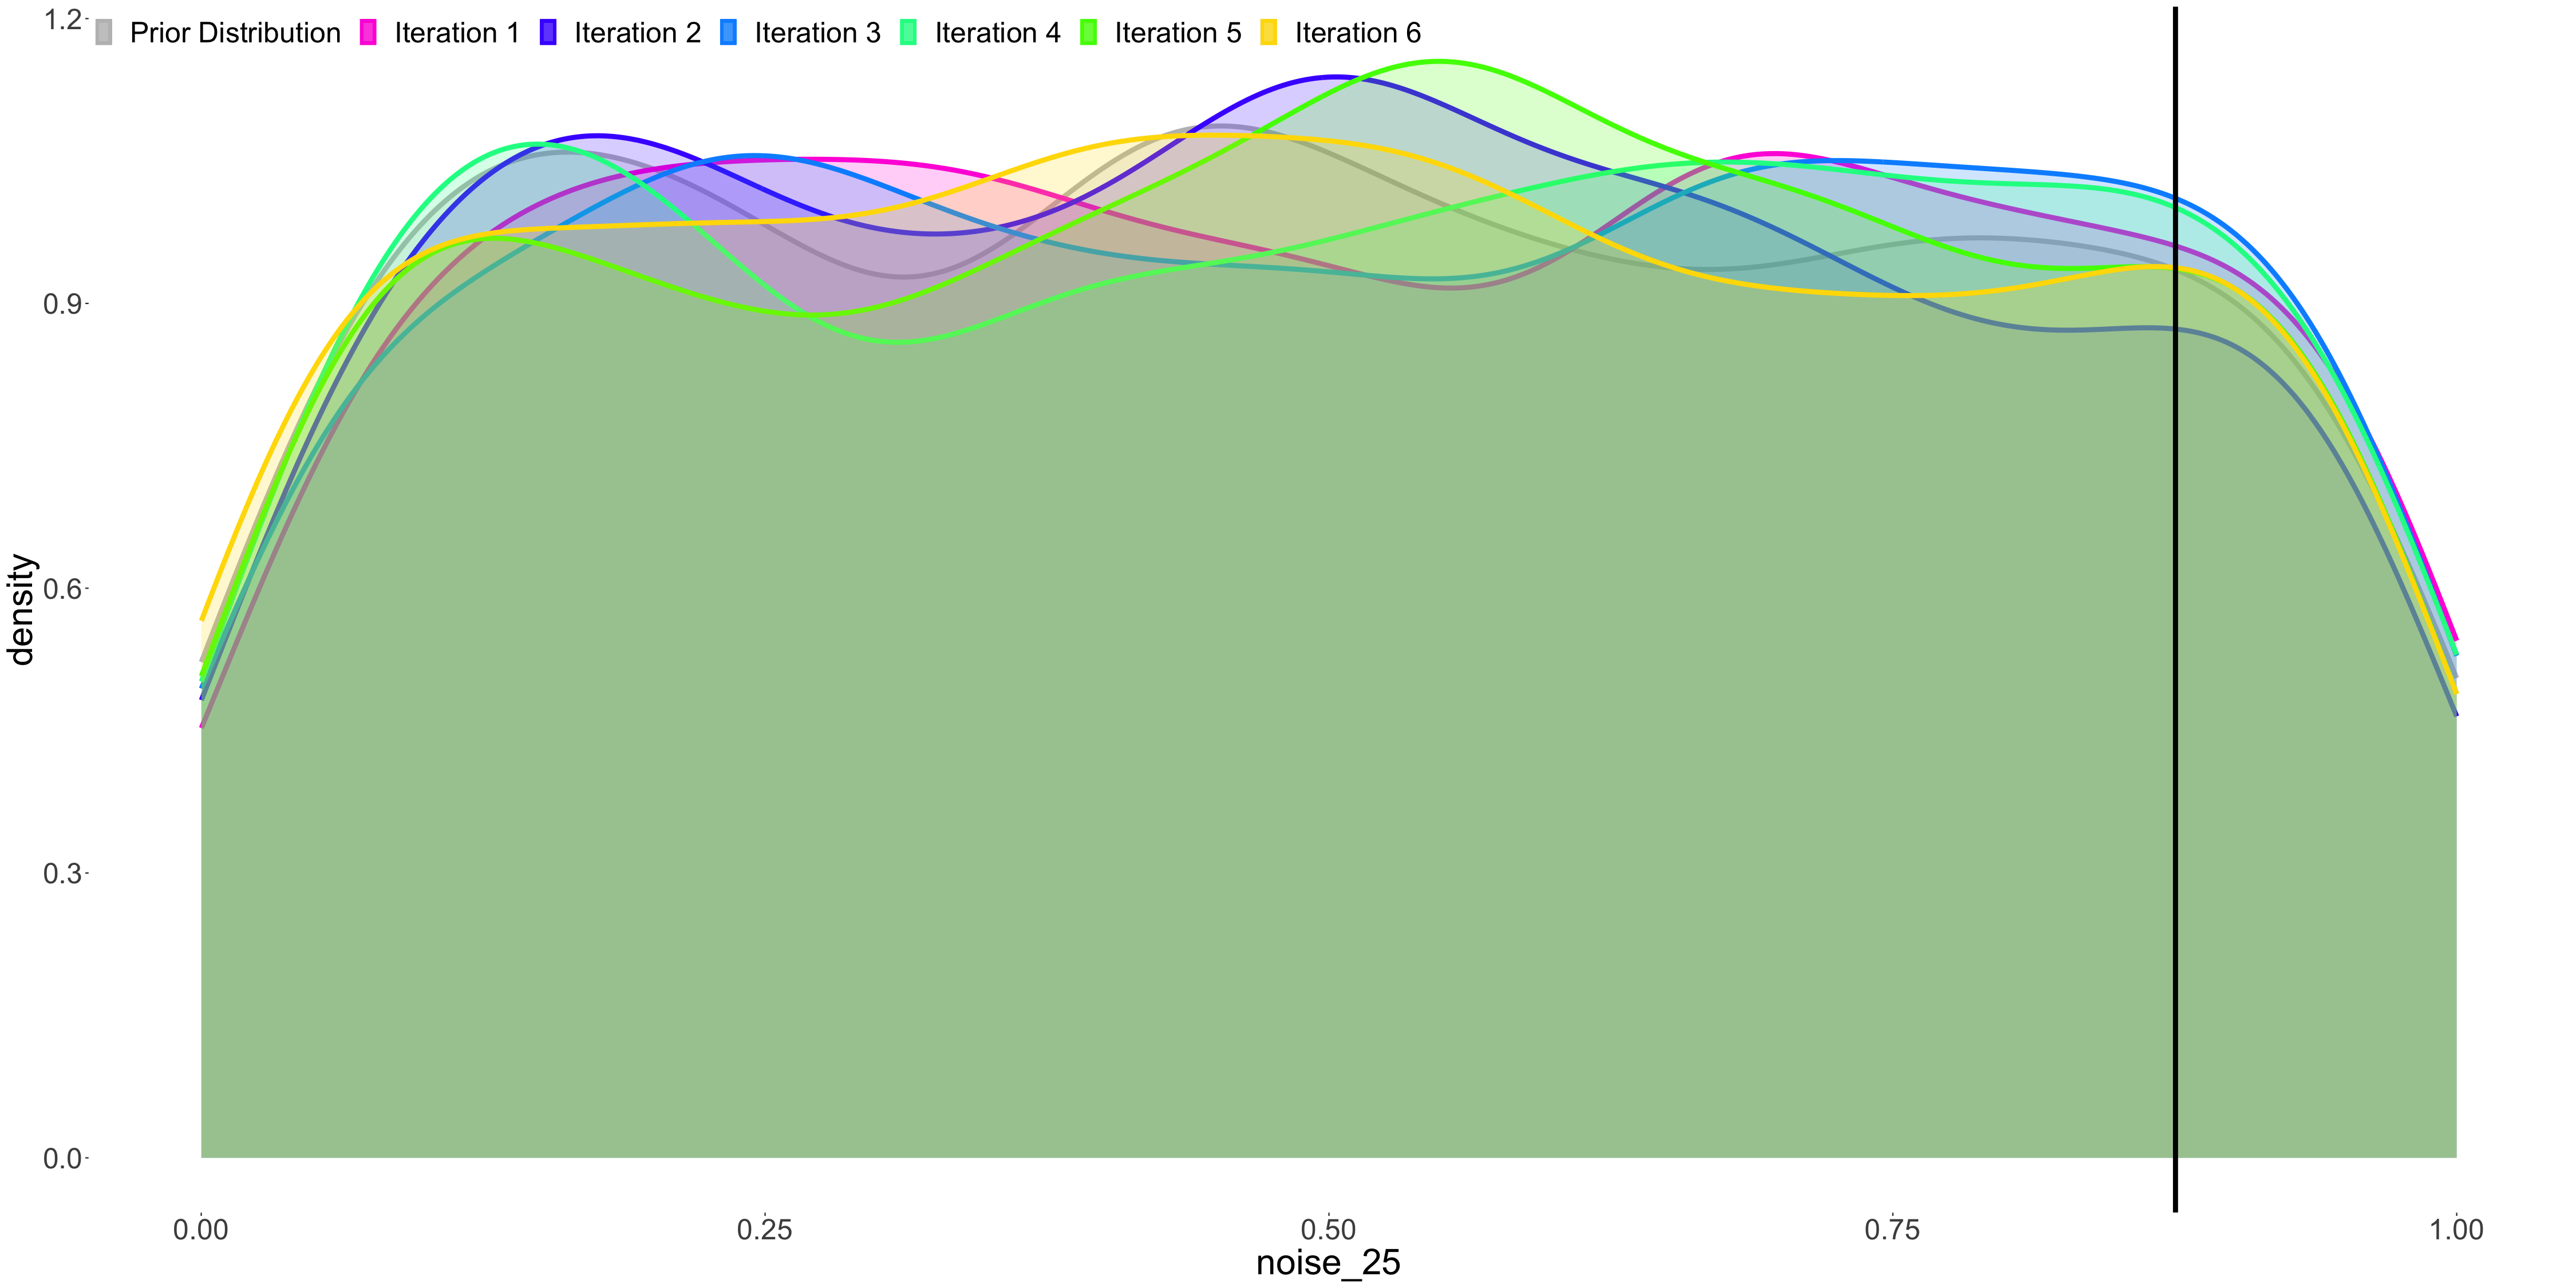 Prior Distribution Iteration 1 Iteration 2 Iteration 3 Iteration 4 Iteration 5 Iteration 6
1.2
0.9
0.6
0.3
0.0
density
0.00 0.25 0.50 0.75 1.00
noise_25